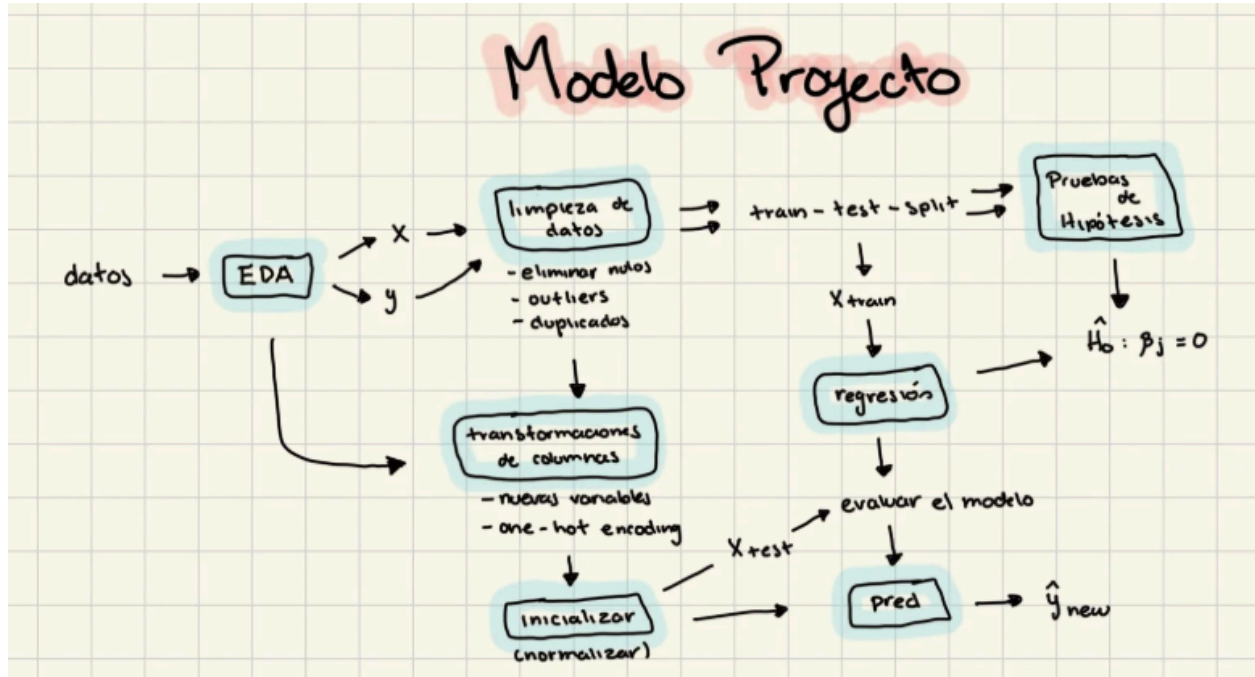 Modelo Proyecto
datos
EDA
X
y
limpieza de
datos
- eliminar nulos
- outliers
- duplicados
transformaciones
de columnas
- nuevas variables
- one-hot encoding
inicializar
(normalizar)
train-test-split
X train
regresión
evaluar el modelo
X test
pred
ŷ new
Pruebas
de
Hipótesis
Ĥ₀: βj = 0